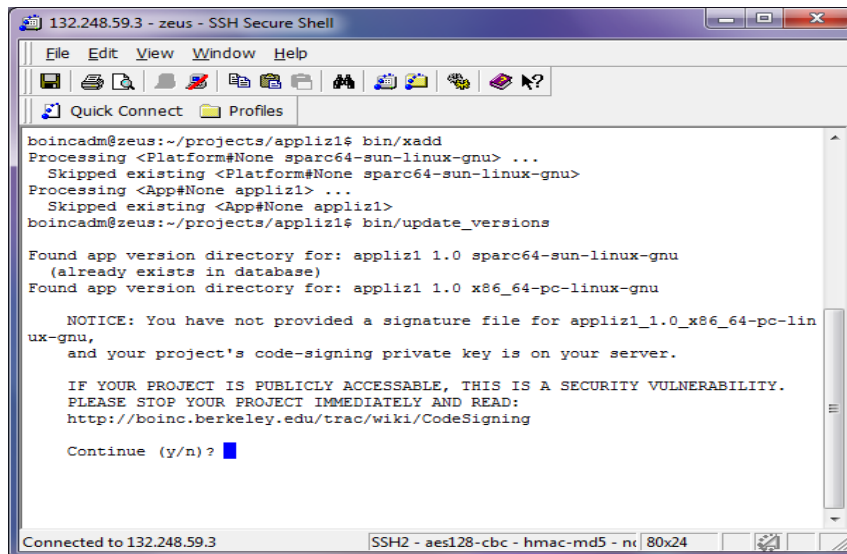 132.248.59.3 - zeus - SSH Secure Shell
File Edit View Window Help
Quick Connect Profiles
boincadm@zeus:~/projects/appliz1$ bin/xadd
Processing <Platform#None sparc64-sun-linux-gnu> ...
Skipped existing <Platform#None sparc64-sun-linux-gnu>
Processing <App#None appliz1> ...
Skipped existing <App#None appliz1>
boincadm@zeus:~/projects/appliz1$ bin/update_versions
Found app version directory for: appliz1 1.0 sparc64-sun-linux-gnu
(already exists in database)
Found app version directory for: appliz1 1.0 x86_64-pc-linux-gnu
NOTICE: You have not provided a signature file for appliz1_1.0_x86_64-pc-lin
ux-gnu,
and your project's code-signing private key is on your server.
IF YOUR PROJECT IS PUBLICLY ACCESSABLE, THIS IS A SECURITY VULNERABILITY.
PLEASE STOP YOUR PROJECT IMMEDIATELY AND READ:
http://boinc.berkeley.edu/trac/wiki/CodeSigning
Continue (y/n)?
Connected to 132.248.59.3 SSH2 - aes128-cbc - hmac-md5 - 80x24